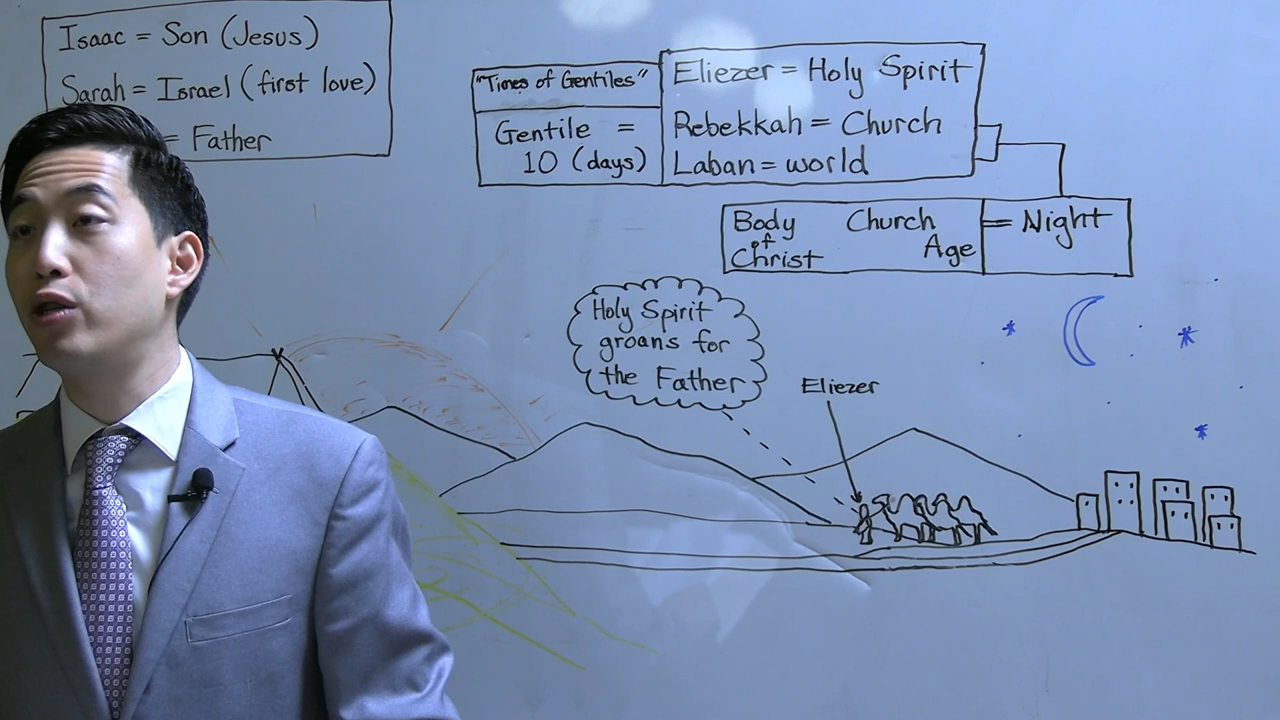 Isaac = Son (Jesus)
Sarah = Israel (first love)
= Father
"Times of Gentiles"
Gentile =
10 (days)
Eliezer = Holy Spirit
Rebekkah = Church
Laban = world
Body
of
Christ
Church
Age
= Night
Holy Spirit
groans for
the Father
Eliezer